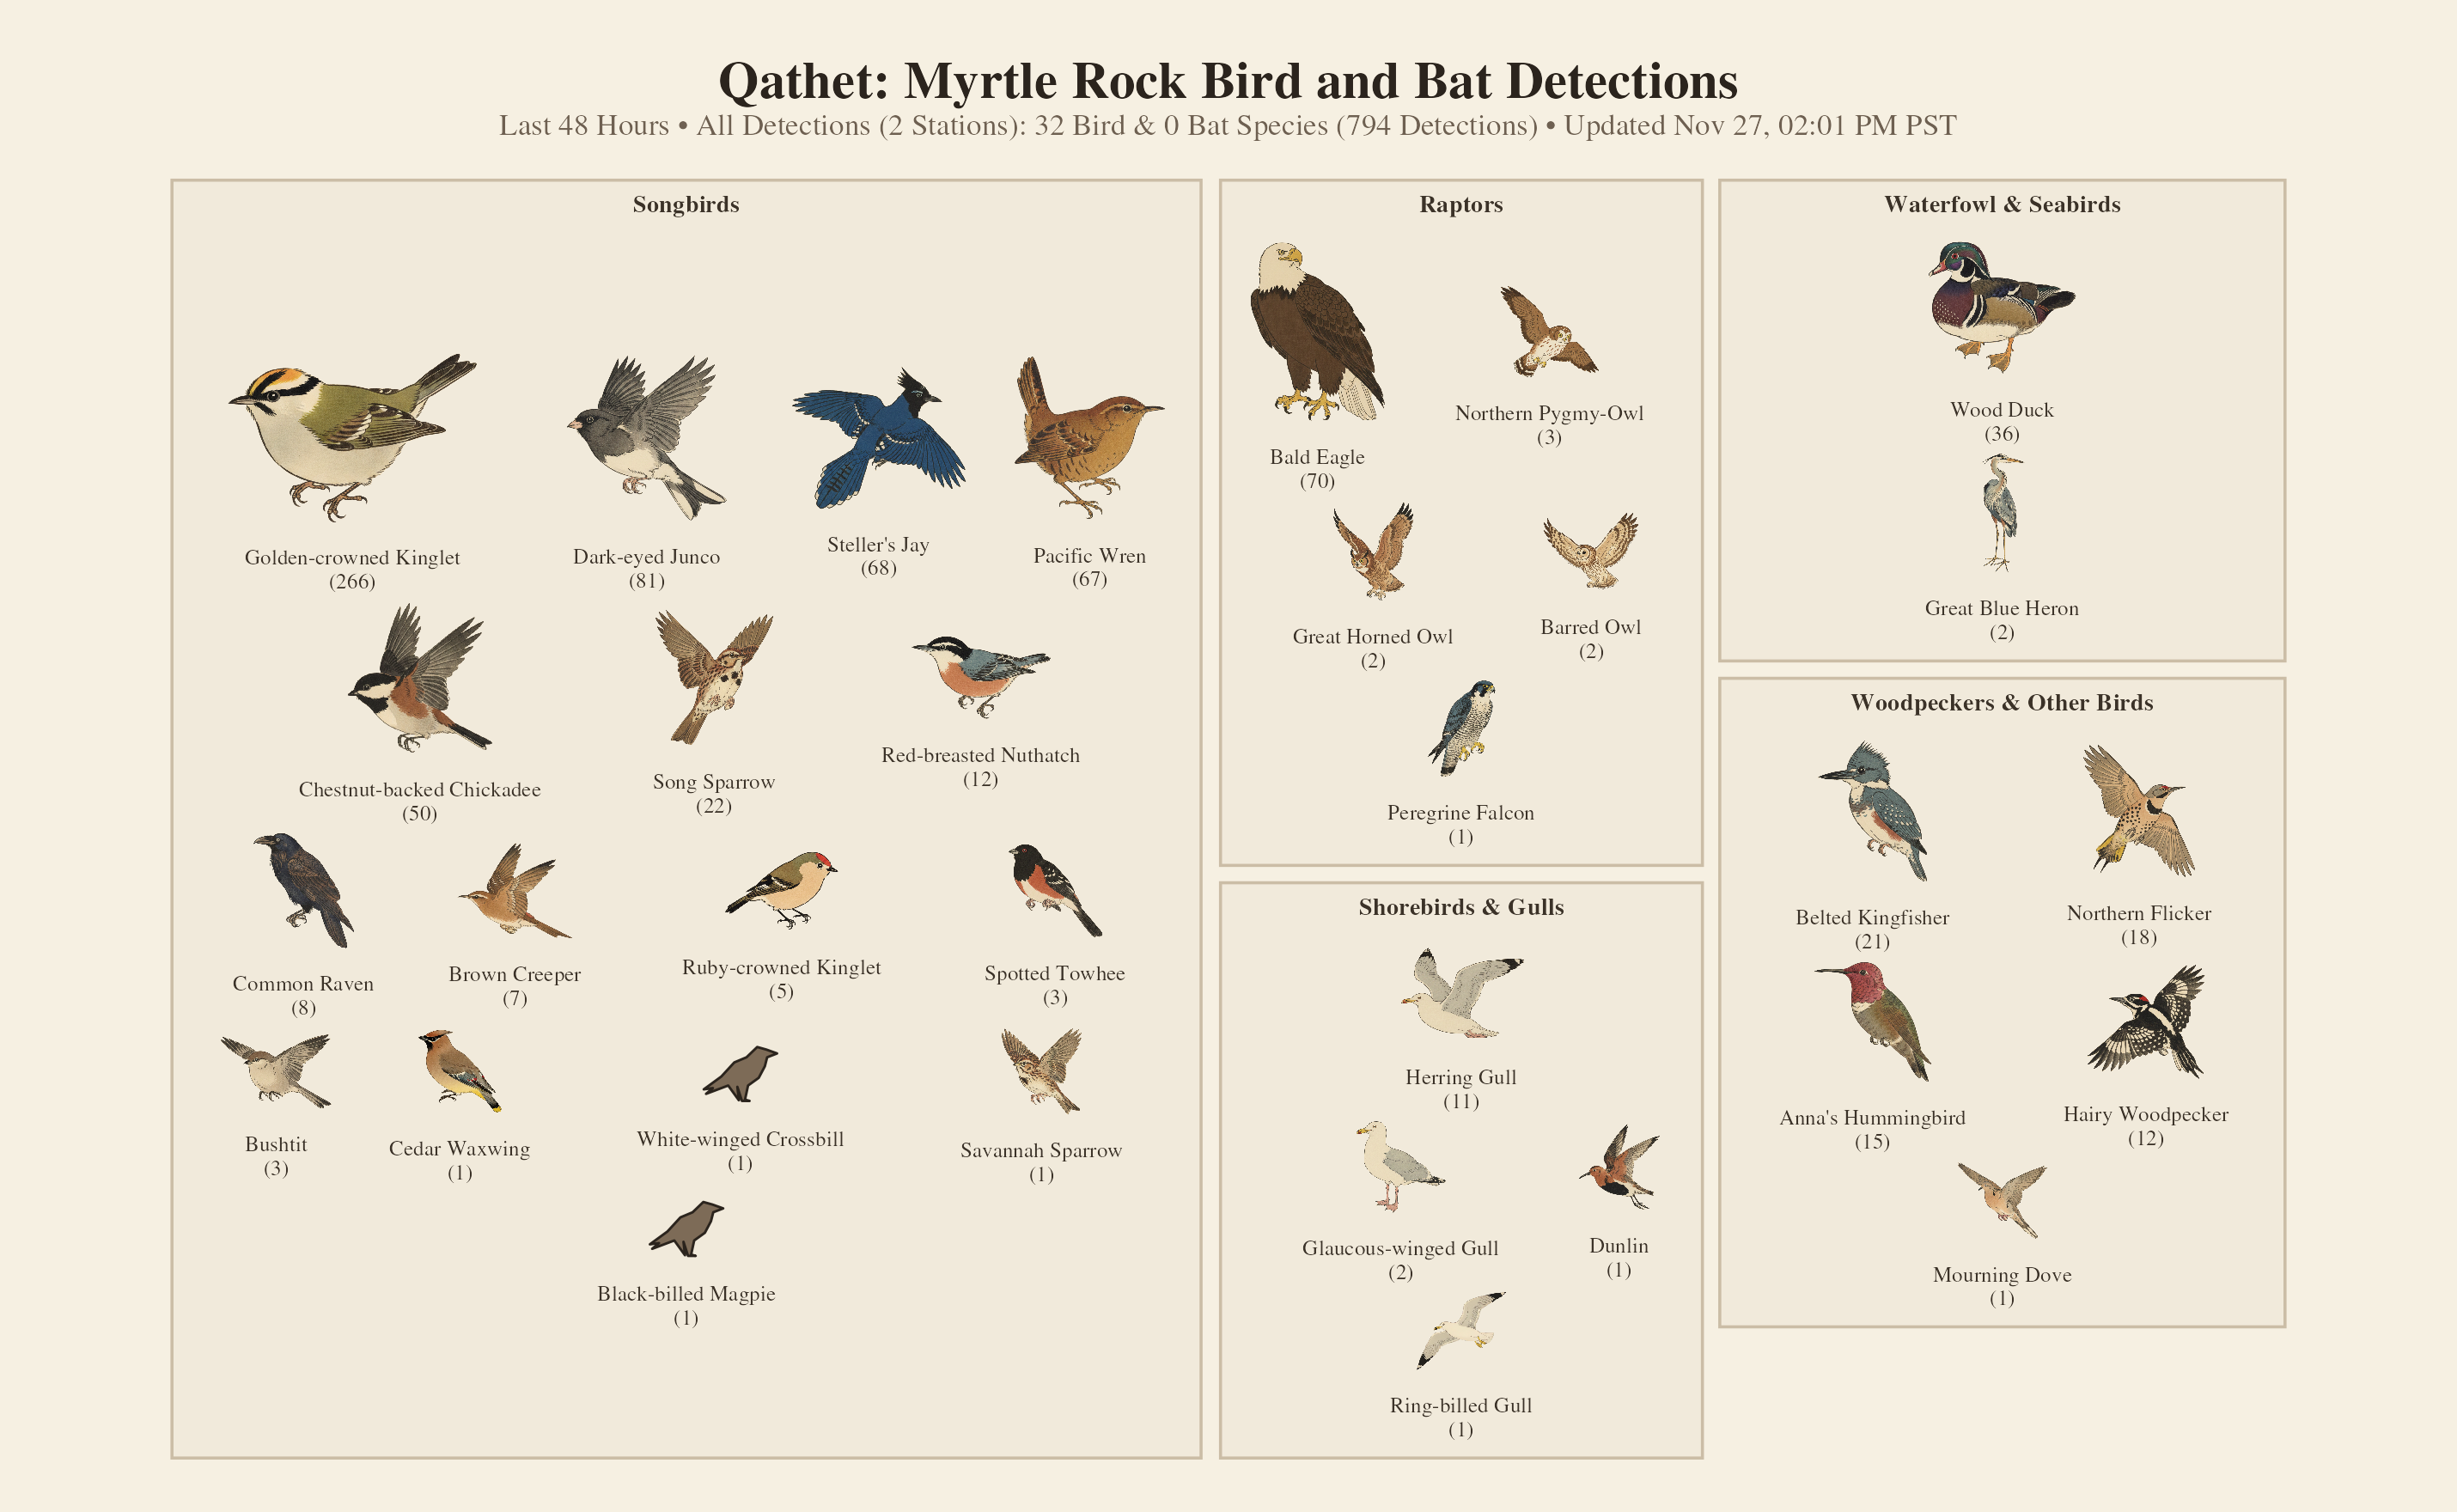 Qathet: Myrtle Rock Bird and Bat Detections
Last 48 Hours • All Detections (2 Stations): 32 Bird & 0 Bat Species (794 Detections) • Updated Nov 27, 02:01 PM PST
Songbirds
Golden-crowned Kinglet
(266)
Dark-eyed Junco
(81)
Steller's Jay
(68)
Pacific Wren
(67)
Chestnut-backed Chickadee
(50)
Song Sparrow
(22)
Red-breasted Nuthatch
(12)
Common Raven
(8)
Brown Creeper
(7)
Ruby-crowned Kinglet
(5)
Spotted Towhee
(3)
Bushtit
(3)
Cedar Waxwing
(1)
White-winged Crossbill
(1)
Savannah Sparrow
(1)
Black-billed Magpie
(1)
Raptors
Bald Eagle
(70)
Northern Pygmy-Owl
(3)
Great Horned Owl
(2)
Barred Owl
(2)
Peregrine Falcon
(1)
Shorebirds & Gulls
Herring Gull
(11)
Glaucous-winged Gull
(2)
Dunlin
(1)
Ring-billed Gull
(1)
Waterfowl & Seabirds
Wood Duck
(36)
Great Blue Heron
(2)
Woodpeckers & Other Birds
Belted Kingfisher
(21)
Northern Flicker
(18)
Anna's Hummingbird
(15)
Hairy Woodpecker
(12)
Mourning Dove
(1)